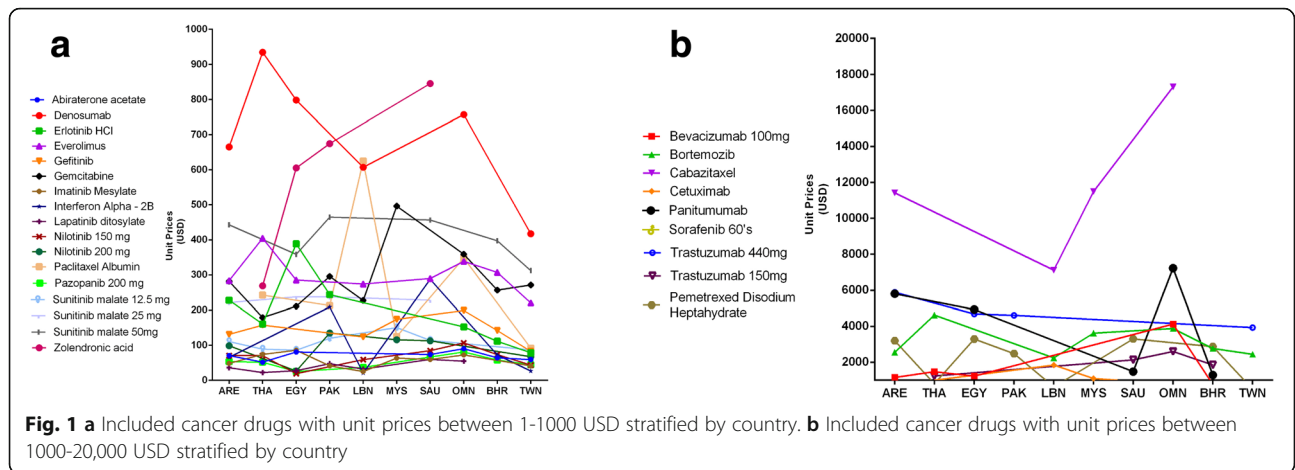 a
Unit Prices
(USD)
1000
900
800
700
600
500
400
300
200
100
0
ARE THA EGY PAK LBN MYS SAU OMN BHR TWN
Abiraterone acetate
Denosumab
Erlotinib HCl
Everolimus
Gefitinib
Gemcitabine
Imatinib Mesylate
Interferon Alpha - 2B
Lapatinib ditosylate
Nilotinib 150 mg
Nilotinib 200 mg
Paclitaxel Albumin
Pazopanib 200 mg
Sunitinib malate 12.5 mg
Sunitinib malate 25 mg
Sunitinib malate 50mg
Zolendronic acid
b
Unit Prices
(USD)
20000
18000
16000
14000
12000
10000
8000
6000
4000
2000
ARE THA EGY PAK LBN MYS SAU OMN BHR TWN
Bevacizumab 100mg
Bortemozib
Cabazitaxel
Cetuximab
Panitumumab
Sorafenib 60's
Trastuzumab 440mg
Trastuzumab 150mg
Pemetrexed Disodium
Heptahydrate
Fig. 1 a Included cancer drugs with unit prices between 1-1000 USD stratified by country. b Included cancer drugs with unit prices between
1000-20,000 USD stratified by country